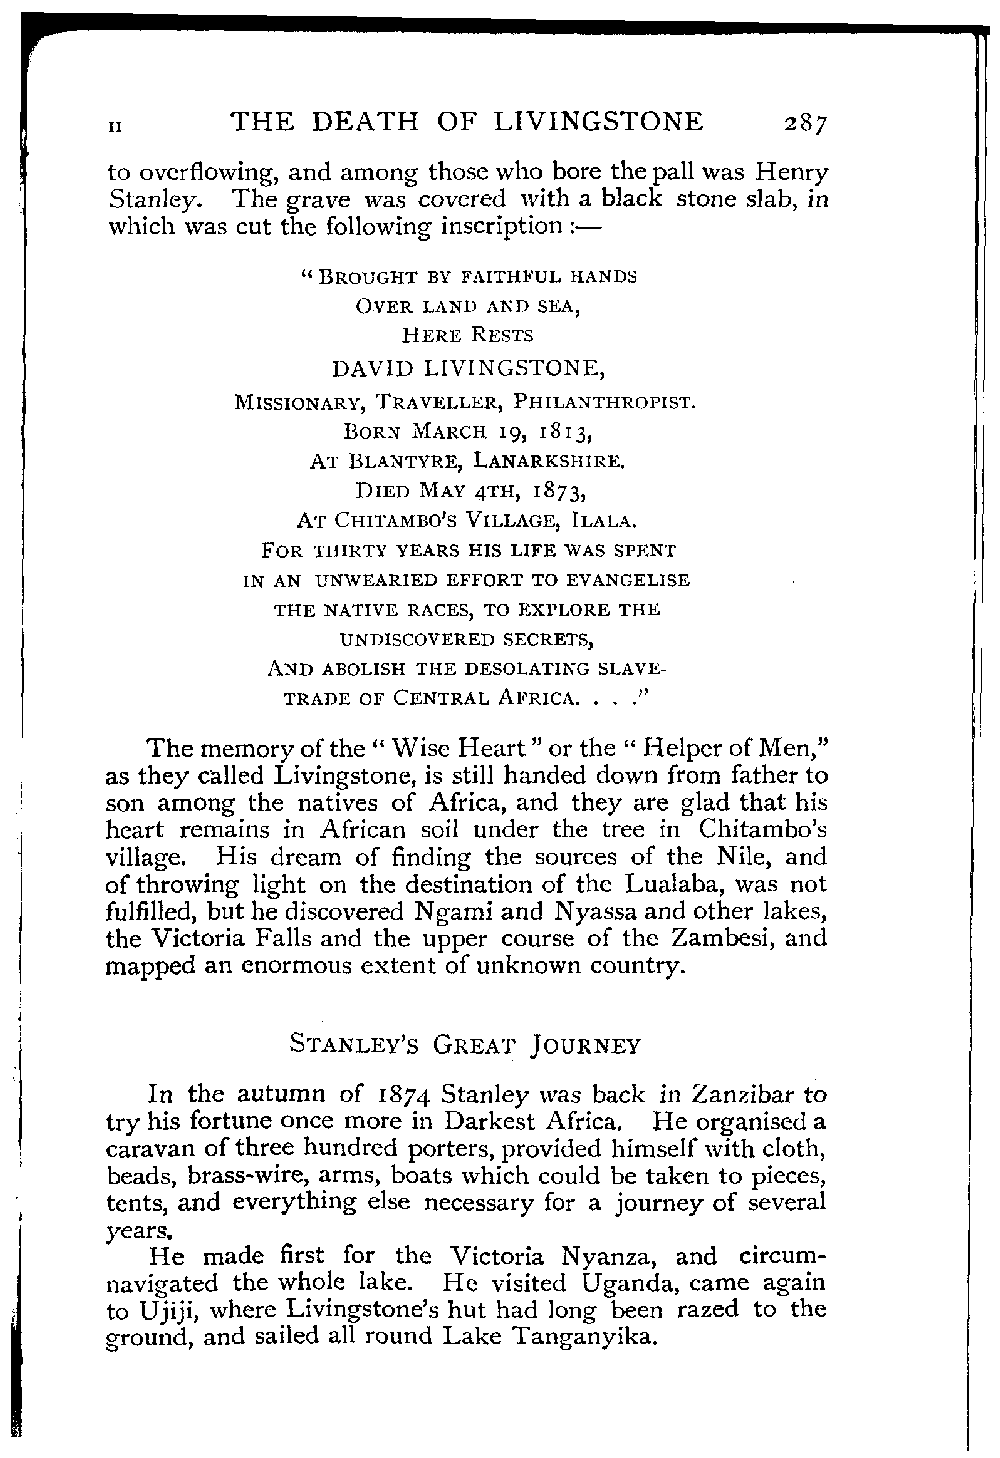 II THE DEATH OF LIVINGSTONE 287
to overflowing, and among those who bore the pall was Henry
Stanley. The grave was covered with a black stone slab, in
which was cut the following inscription :—
"BROUGHT BY FAITHFUL HANDS
OVER LAND AND SEA,
HERE RESTS
DAVID LIVINGSTONE,
MISSIONARY, TRAVELLER, PHILANTHROPIST.
BORN MARCH 19, 1813,
AT BLANTYRE, LANARKSHIRE.
DIED MAY 4TH, 1873,
AT CHITAMBO'S VILLAGE, ILALA.
FOR THIRTY YEARS HIS LIFE WAS SPENT
IN AN UNWEARIED EFFORT TO EVANGELISE
THE NATIVE RACES, TO EXPLORE THE
UNDISCOVERED SECRETS,
AND ABOLISH THE DESOLATING SLAVE-
TRADE OF CENTRAL AFRICA. . . ."
The memory of the "Wise Heart" or the "Helper of Men,"
as they called Livingstone, is still handed down from father to
son among the natives of Africa, and they are glad that his
heart remains in African soil under the tree in Chitambo's
village. His dream of finding the sources of the Nile, and
of throwing light on the destination of the Lualaba, was not
fulfilled, but he discovered Ngami and Nyassa and other lakes,
the Victoria Falls and the upper course of the Zambesi, and
mapped an enormous extent of unknown country.
STANLEY'S GREAT JOURNEY
In the autumn of 1874 Stanley was back in Zanzibar to
try his fortune once more in Darkest Africa. He organised a
caravan of three hundred porters, provided himself with cloth,
beads, brass-wire, arms, boats which could be taken to pieces,
tents, and everything else necessary for a journey of several
years.
He made first for the Victoria Nyanza, and circum-
navigated the whole lake. He visited Uganda, came again
to Ujiji, where Livingstone's hut had long been razed to the
ground, and sailed all round Lake Tanganyika.